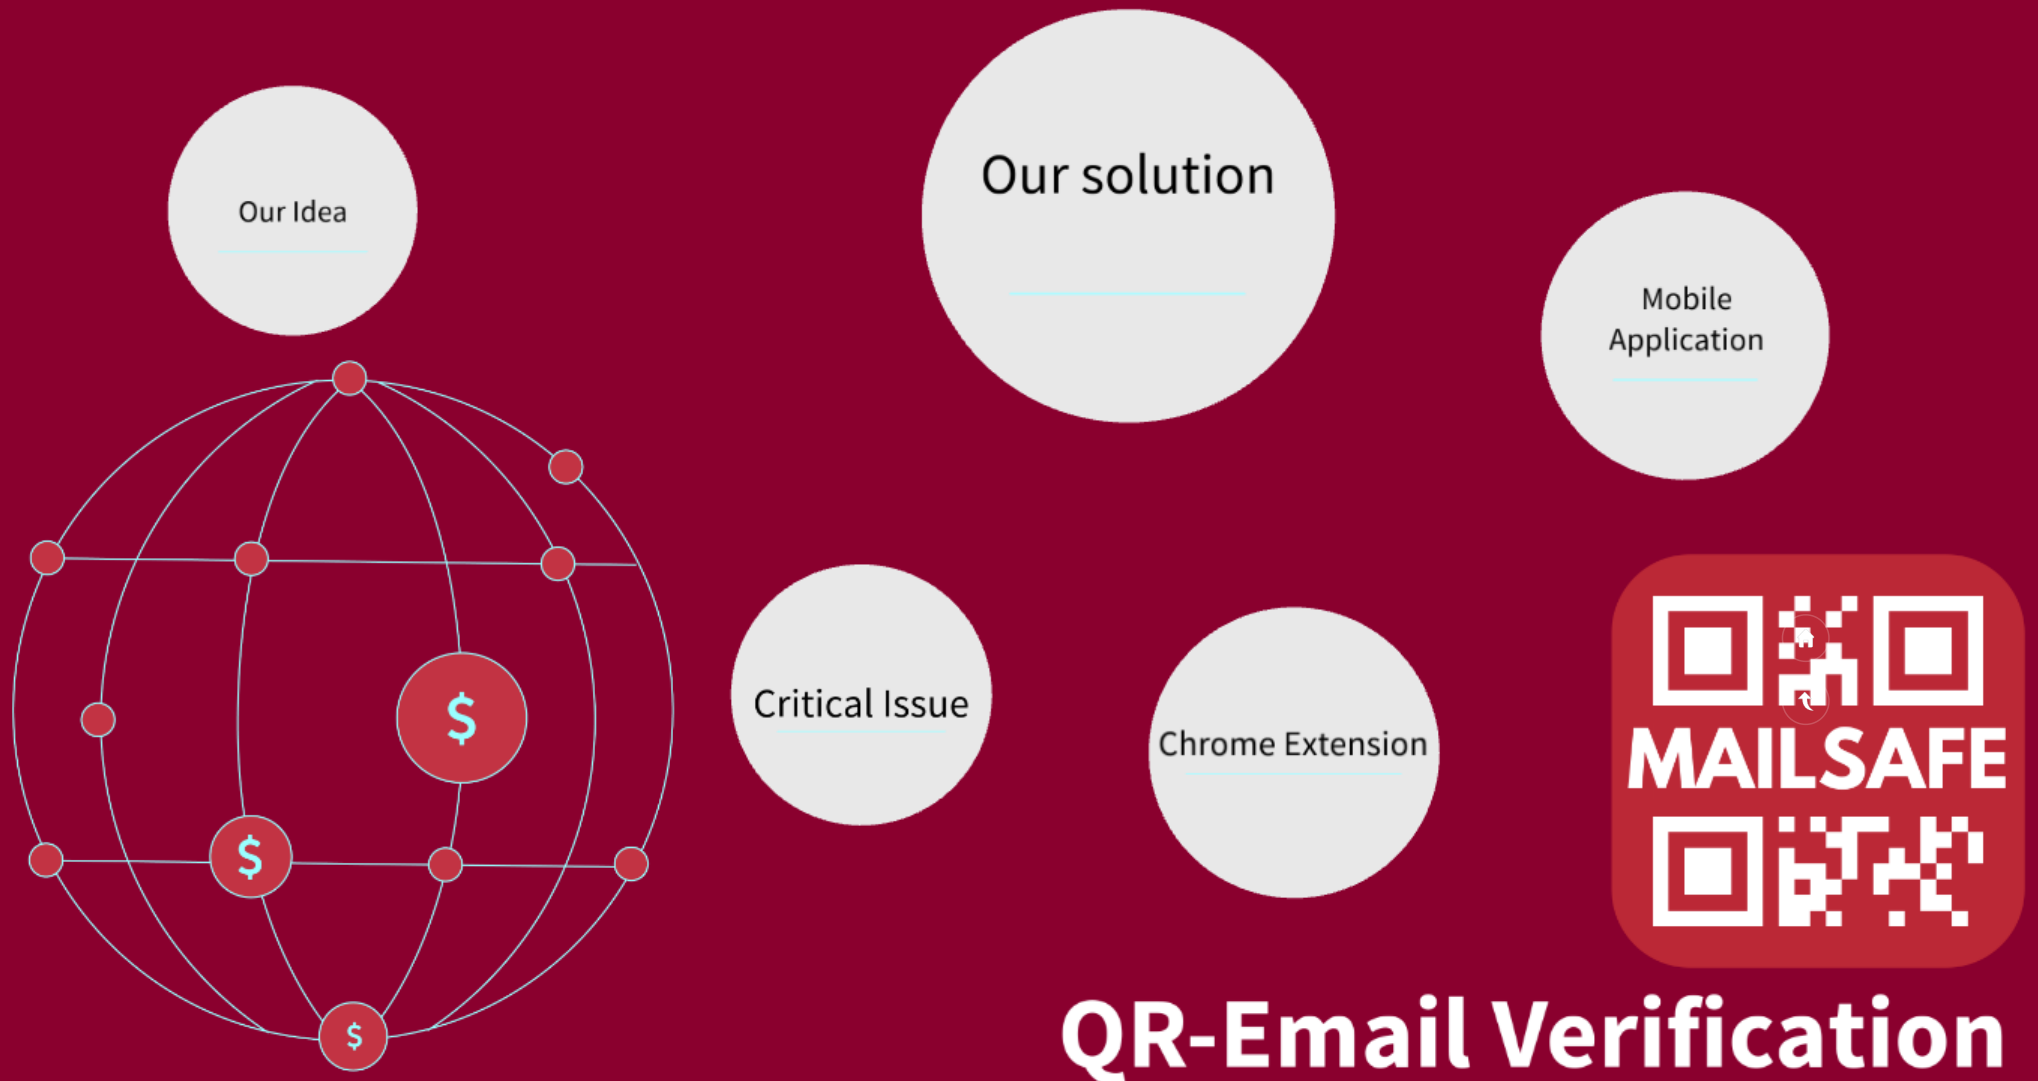 Our Idea
Our solution
Mobile
Application
$
$
$
Critical Issue
Chrome Extension
MAILSAFE
QR-Email Verification